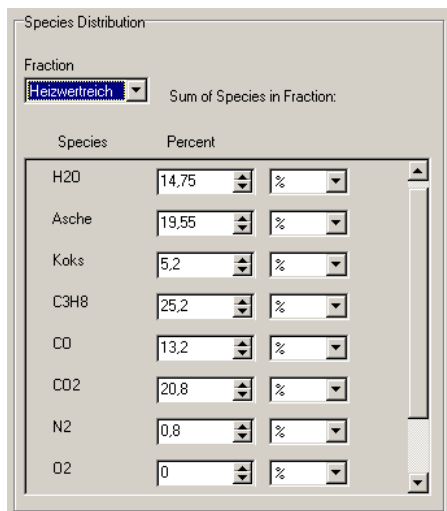 Species Distribution
Fraction
Heizwertreich Sum of Species in Fraction:
Species Percent
H2O 14,75 %
Asche 19,55 %
Koks 5,2 %
C3H8 25,2 %
CO 13,2 %
CO2 20,8 %
N2 0,8 %
O2 0 %